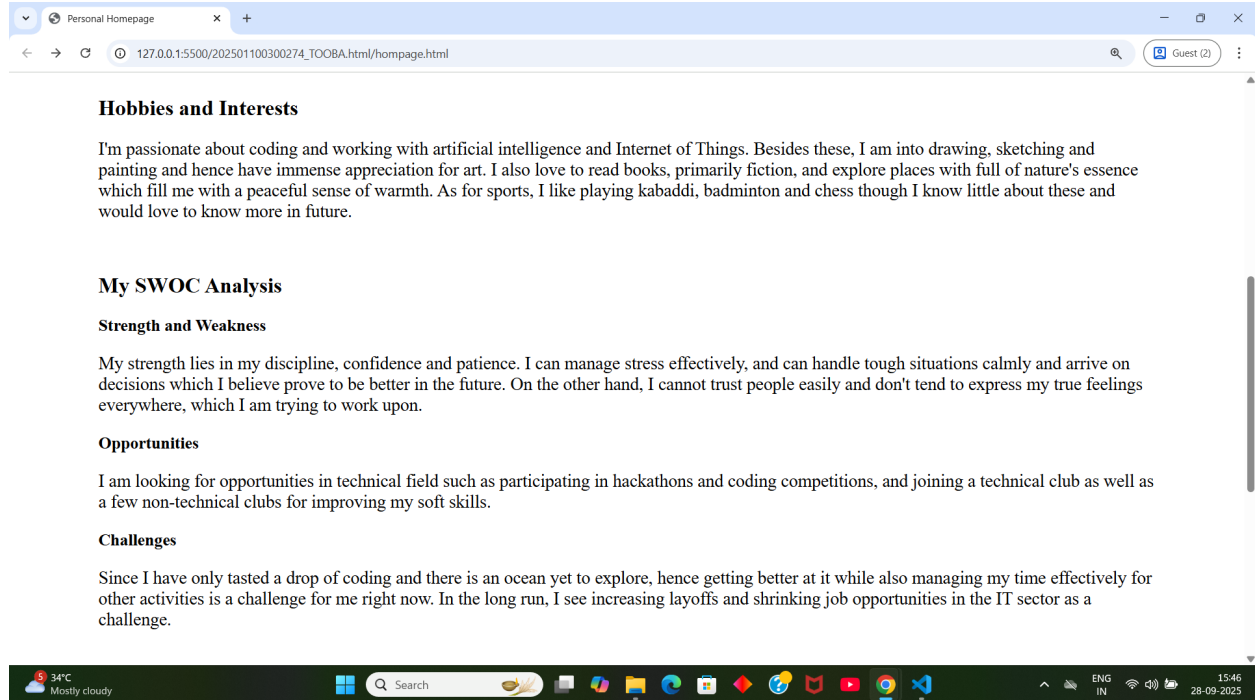 Personal Homepage
127.0.0.1:5500/202501100300274_TOOBA.html/hompage.html
Guest (2)
Hobbies and Interests
I'm passionate about coding and working with artificial intelligence and Internet of Things. Besides these, I am into drawing, sketching and
painting and hence have immense appreciation for art. I also love to read books, primarily fiction, and explore places with full of nature's essence
which fill me with a peaceful sense of warmth. As for sports, I like playing kabaddi, badminton and chess though I know little about these and
would love to know more in future.
My SWOC Analysis
Strength and Weakness
My strength lies in my discipline, confidence and patience. I can manage stress effectively, and can handle tough situations calmly and arrive on
decisions which I believe prove to be better in the future. On the other hand, I cannot trust people easily and don't tend to express my true feelings
everywhere, which I am trying to work upon.
Opportunities
I am looking for opportunities in technical field such as participating in hackathons and coding competitions, and joining a technical club as well as
a few non-technical clubs for improving my soft skills.
Challenges
Since I have only tasted a drop of coding and there is an ocean yet to explore, hence getting better at it while also managing my time effectively for
other activities is a challenge for me right now. In the long run, I see increasing layoffs and shrinking job opportunities in the IT sector as a
challenge.
5
34°C
Mostly cloudy
Search
ENG
IN
15:46
28-09-2025